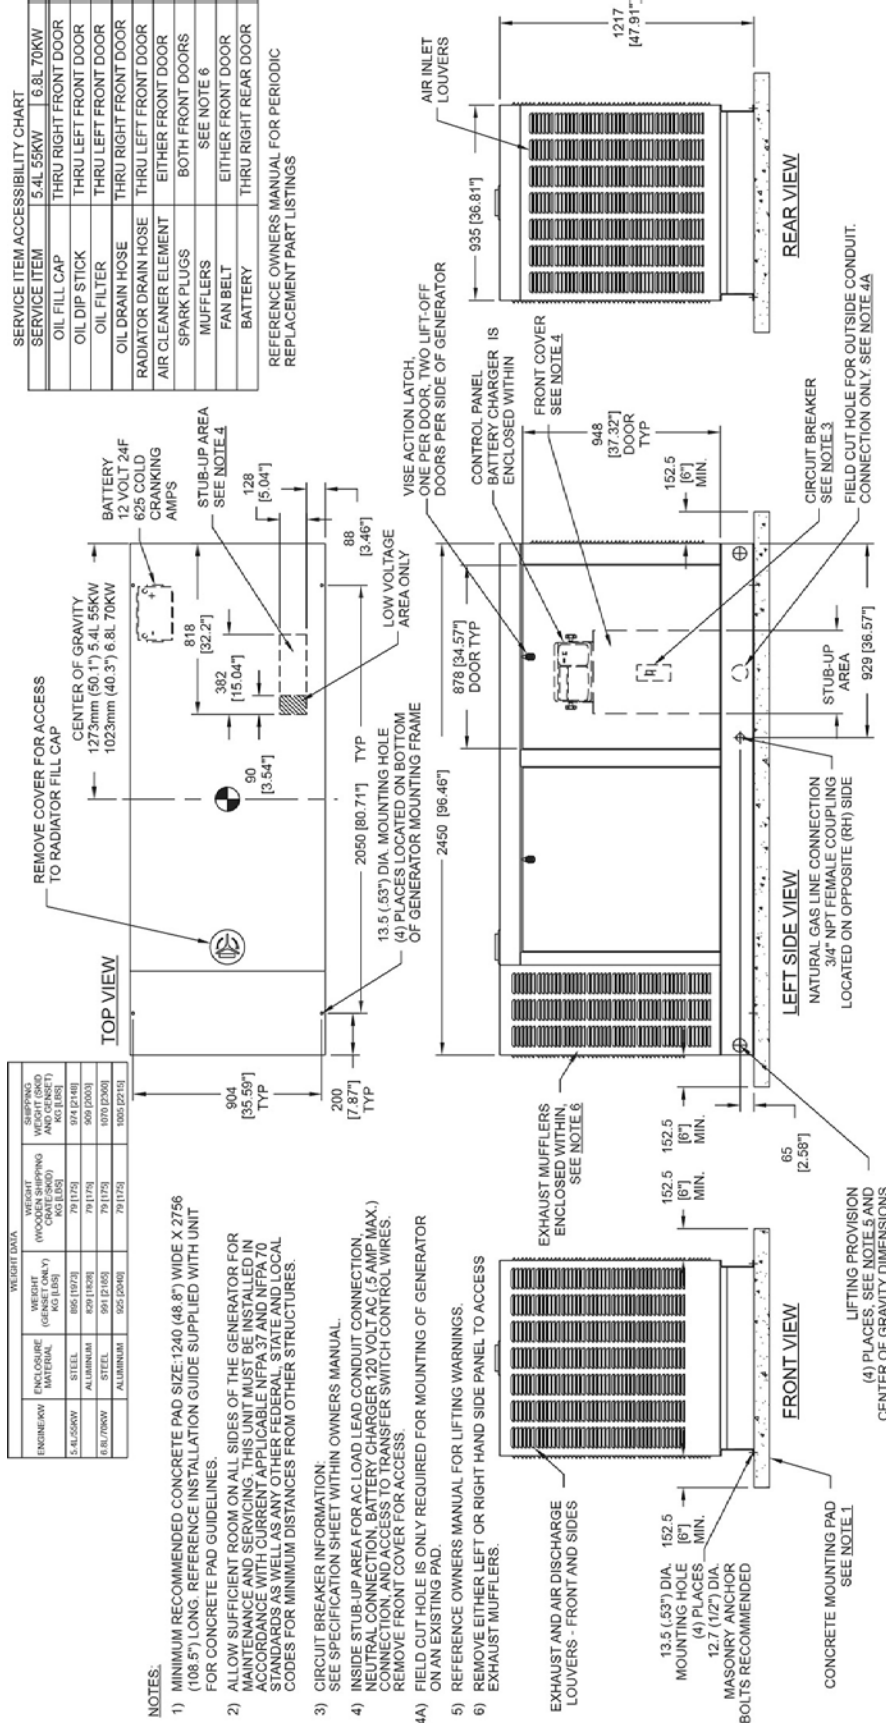 WEIGHT DATA
ENGINE/KW
ENCLOSURE
MATERIAL
WEIGHT
(GENSET ONLY)
KG [LBS]
WEIGHT
(WOODEN SHIPPING
CRATE/SKID)
KG [LBS]
SHIPPING
WEIGHT (SKID
AND GENSET)
KG [LBS]
5.4L/55KW STEEL 895 [1973] 79 [175] 974 [2148]
ALUMINUM 829 [1828] 79 [175] 909 [2003]
6.8L/70KW STEEL 991 [2185] 79 [175] 1070 [2360]
ALUMINUM 925 [2040] 79 [175] 1005 [2215]
NOTES:
1) MINIMUM RECOMMENDED CONCRETE PAD SIZE:1240 (48.8") WIDE X 2756
(108.5") LONG. REFERENCE INSTALLATION GUIDE SUPPLIED WITH UNIT
FOR CONCRETE PAD GUIDELINES.
2) ALLOW SUFFICIENT ROOM ON ALL SIDES OF THE GENERATOR FOR
MAINTENANCE AND SERVICING. THIS UNIT MUST BE INSTALLED IN
ACCORDANCE WITH CURRENT APPLICABLE NFPA 37 AND NFPA 70
STANDARDS AS WELL AS ANY OTHER FEDERAL, STATE AND LOCAL
CODES FOR MINIMUM DISTANCES FROM OTHER STRUCTURES.
3) CIRCUIT BREAKER INFORMATION:
SEE SPECIFICATION SHEET WITHIN OWNERS MANUAL.
4) INSIDE STUB-UP AREA FOR AC LOAD LEAD CONDUIT CONNECTION,
NEUTRAL CONNECTION, BATTERY CHARGER 120 VOLT AC (.5 AMP MAX.)
CONNECTION, AND ACCESS TO TRANSFER SWITCH CONTROL WIRES.
REMOVE FRONT COVER FOR ACCESS.
4A) FIELD CUT HOLE IS ONLY REQUIRED FOR MOUNTING OF GENERATOR
ON AN EXISTING PAD.
5) REFERENCE OWNERS MANUAL FOR LIFTING WARNINGS.
6) REMOVE EITHER LEFT OR RIGHT HAND SIDE PANEL TO ACCESS
EXHAUST MUFFLERS.
TOP VIEW
REMOVE COVER FOR ACCESS
TO RADIATOR FILL CAP
CENTER OF GRAVITY
1273mm (50.1") 5.4L 55KW
1023mm (40.3") 6.8L 70KW
BATTERY
12 VOLT 24F
625 COLD
CRANKING
AMPS
STUB-UP AREA
SEE NOTE 4
818
[32.2"]
382
[15.04"]
90
[3.54"]
128
[5.04"]
88
[3.46"]
LOW VOLTAGE
AREA ONLY
904
[35.59"]
TYP
200
[7.87"]
TYP
2050 [80.71"] TYP
13.5 (.53") DIA. MOUNTING HOLE
(4) PLACES LOCATED ON BOTTOM
OF GENERATOR MOUNTING FRAME
SERVICE ITEM ACCESSIBILITY CHART
SERVICE ITEM 5.4L 55KW 6.8L 70KW
OIL FILL CAP THRU RIGHT FRONT DOOR
OIL DIP STICK THRU LEFT FRONT DOOR
OIL FILTER THRU LEFT FRONT DOOR
OIL DRAIN HOSE THRU RIGHT FRONT DOOR
RADIATOR DRAIN HOSE THRU LEFT FRONT DOOR
AIR CLEANER ELEMENT EITHER FRONT DOOR
SPARK PLUGS BOTH FRONT DOORS
MUFFLERS SEE NOTE 6
FAN BELT EITHER FRONT DOOR
BATTERY THRU RIGHT REAR DOOR
REFERENCE OWNERS MANUAL FOR PERIODIC
REPLACEMENT PART LISTINGS
EXHAUST AND AIR DISCHARGE
LOUVERS - FRONT AND SIDES
13.5 (.53") DIA.
MOUNTING HOLE
(4) PLACES
12.7 (1/2") DIA.
MASONRY ANCHOR
BOLTS RECOMMENDED
152.5
[6"]
MIN.
CONCRETE MOUNTING PAD
SEE NOTE 1
FRONT VIEW
152.5
[6"]
MIN.
EXHAUST MUFFLERS
ENCLOSED WITHIN,
SEE NOTE 6
152.5
[6"]
MIN.
65
[2.58"]
LIFTING PROVISION
(4) PLACES, SEE NOTE 5 AND
CENTER OF GRAVITY DIMENSIONS
2450 [96.46"]
878 [34.57"]
DOOR TYP
LEFT SIDE VIEW
NATURAL GAS LINE CONNECTION
3/4" NPT FEMALE COUPLING
LOCATED ON OPPOSITE (RH) SIDE
STUB-UP
AREA
929 [36.57"]
VISE ACTION LATCH,
ONE PER DOOR, TWO LIFT-OFF
DOORS PER SIDE OF GENERATOR
CONTROL PANEL
BATTERY CHARGER IS
ENCLOSED WITHIN
FRONT COVER
SEE NOTE 4
948
[37.32"]
DOOR
TYP
152.5
[6"]
MIN.
CIRCUIT BREAKER
SEE NOTE 3
FIELD CUT HOLE FOR OUTSIDE CONDUIT.
CONNECTION ONLY. SEE NOTE 4A
AIR INLET
LOUVERS
935 [36.81"]
1217
[47.91"]
REAR VIEW